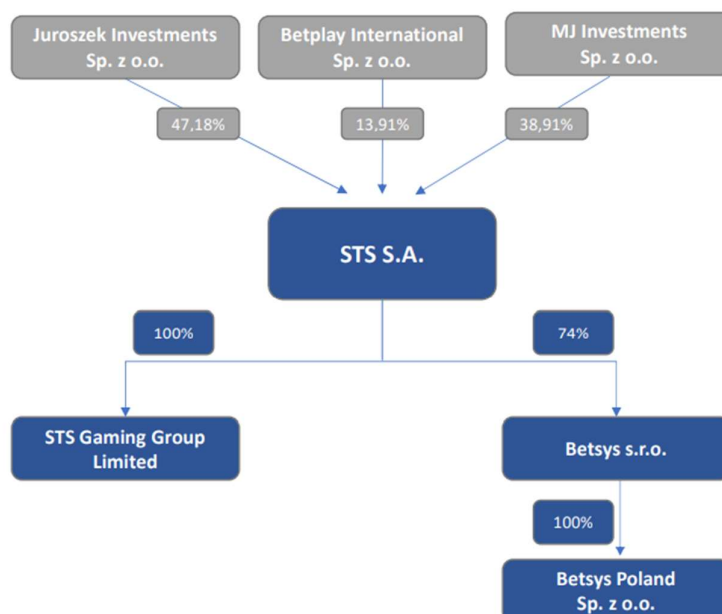 Juroszek Investments
Sp. z o.o.
Betplay International
Sp. z o.o.
MJ Investments
Sp. z o.o.
47,18%
13,91%
38,91%
STS S.A.
100%
74%
STS Gaming Group
Limited
Betsys s.r.o.
100%
Betsys Poland
Sp. z o.o.